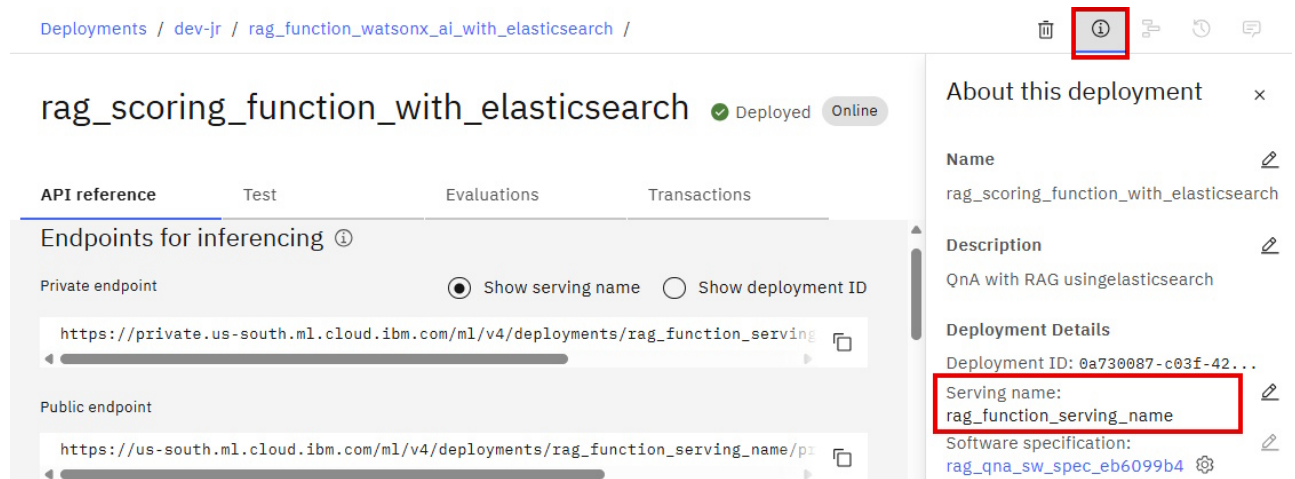 Deployments / dev-jr / rag_function_watsonx_ai_with_elasticsearch /
rag_scoring_function_with_elasticsearch Deployed Online
API reference Test Evaluations Transactions
Endpoints for inferencing
Private endpoint Show serving name Show deployment ID
https://private.us-south.ml.cloud.ibm.com/ml/v4/deployments/rag_function_serving
Public endpoint
https://us-south.ml.cloud.ibm.com/ml/v4/deployments/rag_function_serving_name/pr
About this deployment
Name
rag_scoring_function_with_elasticsearch
Description
QnA with RAG usingelasticsearch
Deployment Details
Deployment ID: 0a730087-c03f-42...
Serving name:
rag_function_serving_name
Software specification:
rag_qna_sw_spec_eb6099b4